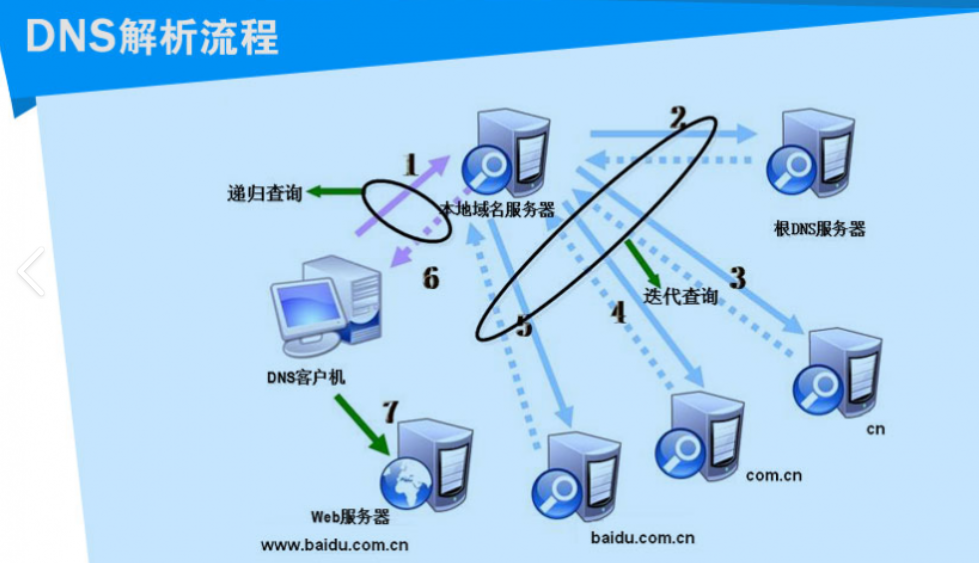 DNS解析流程
2
1
递归查询
本地域名服务器
根DNS服务器
6
迭代查询
3
4
5
DNS客户机
7
cn
com.cn
Web服务器
baidu.com.cn
www.baidu.com.cn